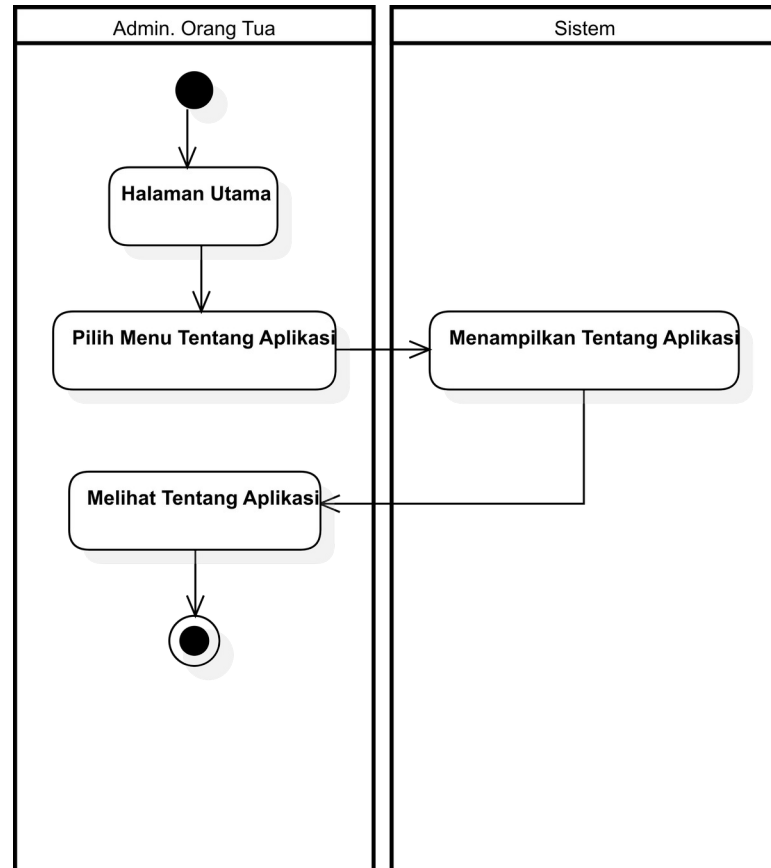 Admin. Orang Tua
Sistem
Halaman Utama
Pilih Menu Tentang Aplikasi
Menampilkan Tentang Aplikasi
Melihat Tentang Aplikasi